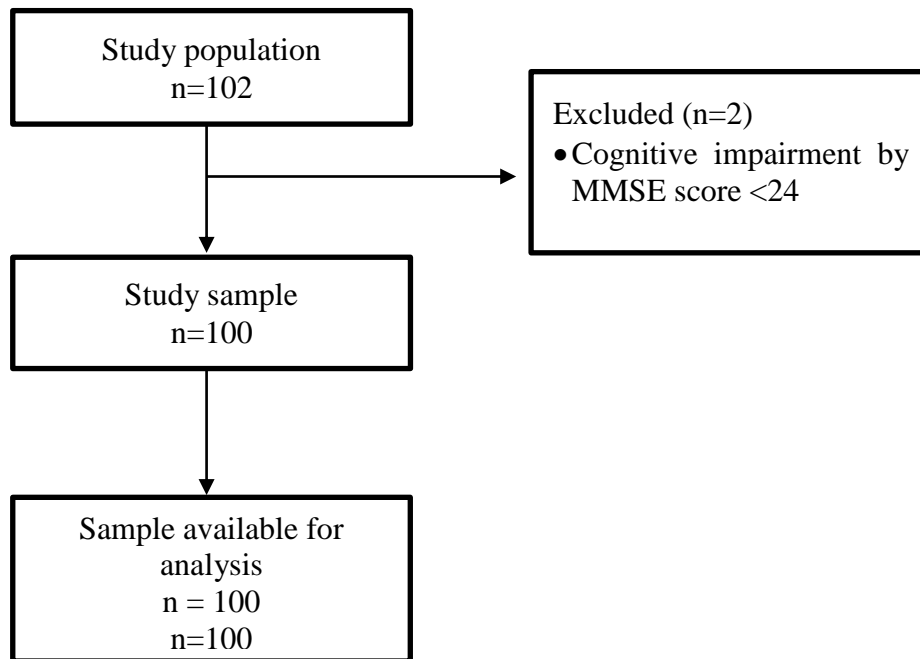 Study population
n=102
Excluded (n=2)
•Cognitive impairment by
MMSE score <24
Study sample
n=100
Sample available for
analysis
n = 100
n=100